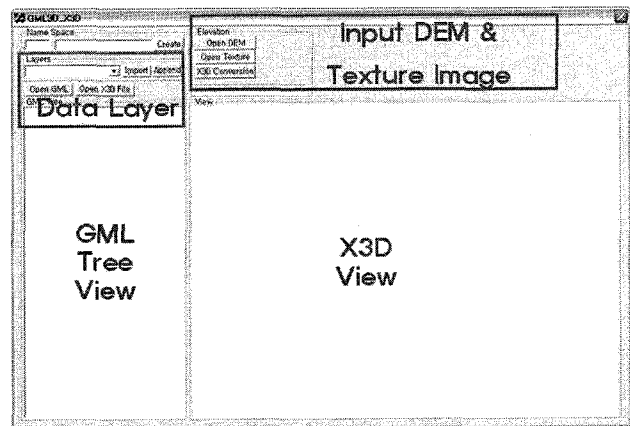 GML3D_X3D
Name Space
Create
Layers
Import Append
Open GML Open X3D File
Data Layer
Elevation
Open DEM
Open Texture
X3D Conversion
Input DEM &
Texture Image
View
GML
Tree
View
X3D
View